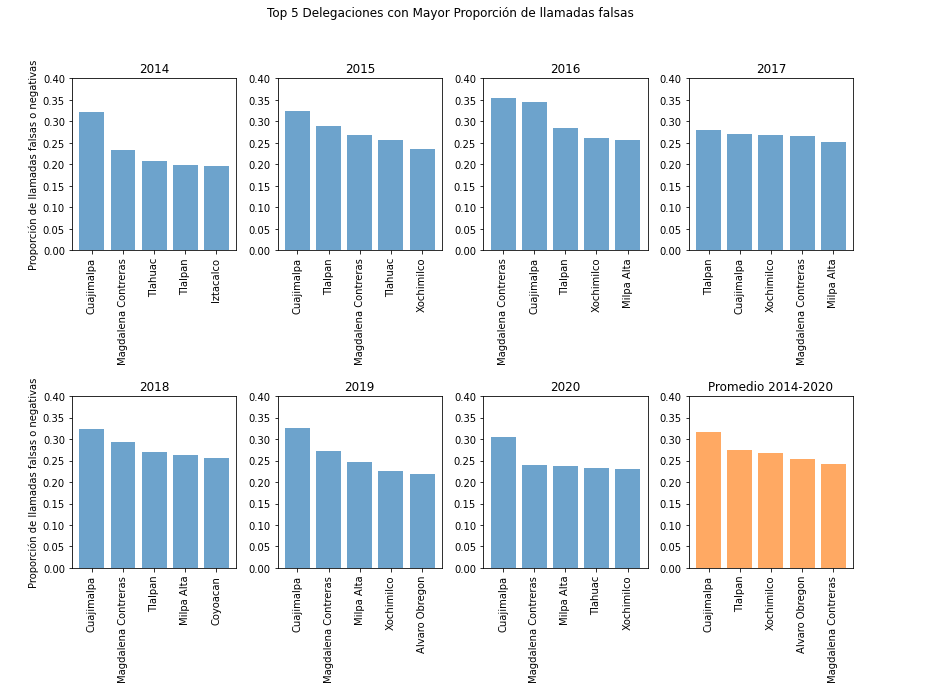 Top 5 Delegaciones con Mayor Proporción de llamadas falsas
Proporción de llamadas falsas o negativas
2014
0.40
0.35
0.30
0.25
0.20
0.15
0.10
0.05
0.00
Cuajimalpa
Magdalena Contreras
Tlahuac
Tlalpan
Iztacalco
2015
0.40
0.35
0.30
0.25
0.20
0.15
0.10
0.05
0.00
Cuajimalpa
Tlalpan
Magdalena Contreras
Tlahuac
Xochimilco
2016
0.40
0.35
0.30
0.25
0.20
0.15
0.10
0.05
0.00
Magdalena Contreras
Cuajimalpa
Tlalpan
Xochimilco
Milpa Alta
2017
0.40
0.35
0.30
0.25
0.20
0.15
0.10
0.05
0.00
Tlalpan
Cuajimalpa
Xochimilco
Magdalena Contreras
Milpa Alta
Proporción de llamadas falsas o negativas
2018
0.40
0.35
0.30
0.25
0.20
0.15
0.10
0.05
0.00
Cuajimalpa
Magdalena Contreras
Tlalpan
Milpa Alta
Coyoacan
2019
0.40
0.35
0.30
0.25
0.20
0.15
0.10
0.05
0.00
Cuajimalpa
Magdalena Contreras
Milpa Alta
Xochimilco
Alvaro Obregon
2020
0.40
0.35
0.30
0.25
0.20
0.15
0.10
0.05
0.00
Cuajimalpa
Magdalena Contreras
Milpa Alta
Tlahuac
Xochimilco
Promedio 2014-2020
0.40
0.35
0.30
0.25
0.20
0.15
0.10
0.05
0.00
Cuajimalpa
Tlalpan
Xochimilco
Alvaro Obregon
Magdalena Contreras